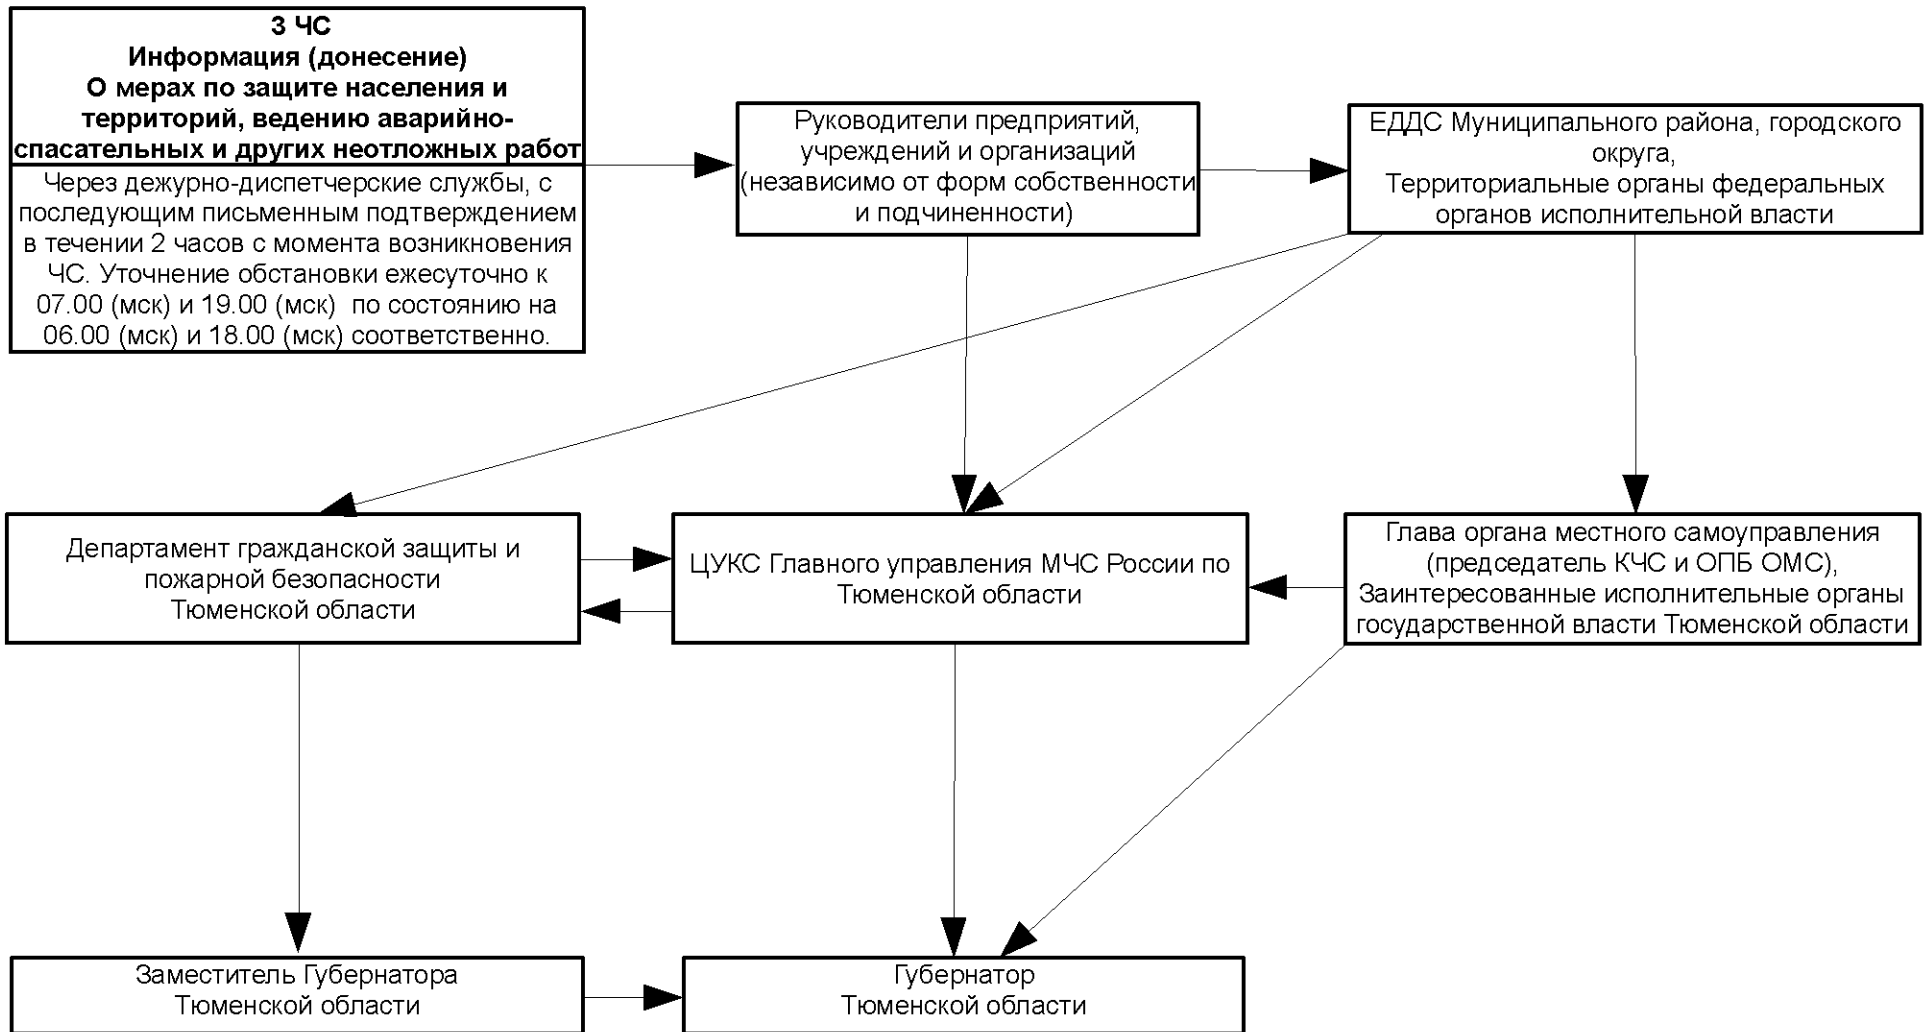 3 ЧС
Информация (донесение)
О мерах по защите населения и
территорий, ведению аварийно-
спасательных и других неотложных работ
Через дежурно-диспетчерские службы, с
последующим письменным подтверждением
в течении 2 часов с момента возникновения
ЧС. Уточнение обстановки ежесуточно к
07.00 (мск) и 19.00 (мск) по состоянию на
06.00 (мск) и 18.00 (мск) соответственно.
Руководители предприятий,
учреждений и организаций
(независимо от форм собственности
и подчиненности)
ЕДДС Муниципального района, городского
округа,
Территориальные органы федеральных
органов исполнительной власти
Департамент гражданской защиты и
пожарной безопасности
Тюменской области
ЦУКС Главного управления МЧС России по
Тюменской области
Глава органа местного самоуправления
(председатель КЧС и ОПБ ОМС),
Заинтересованные исполнительные органы
государственной власти Тюменской области
Заместитель Губернатора
Тюменской области
Губернатор
Тюменской области